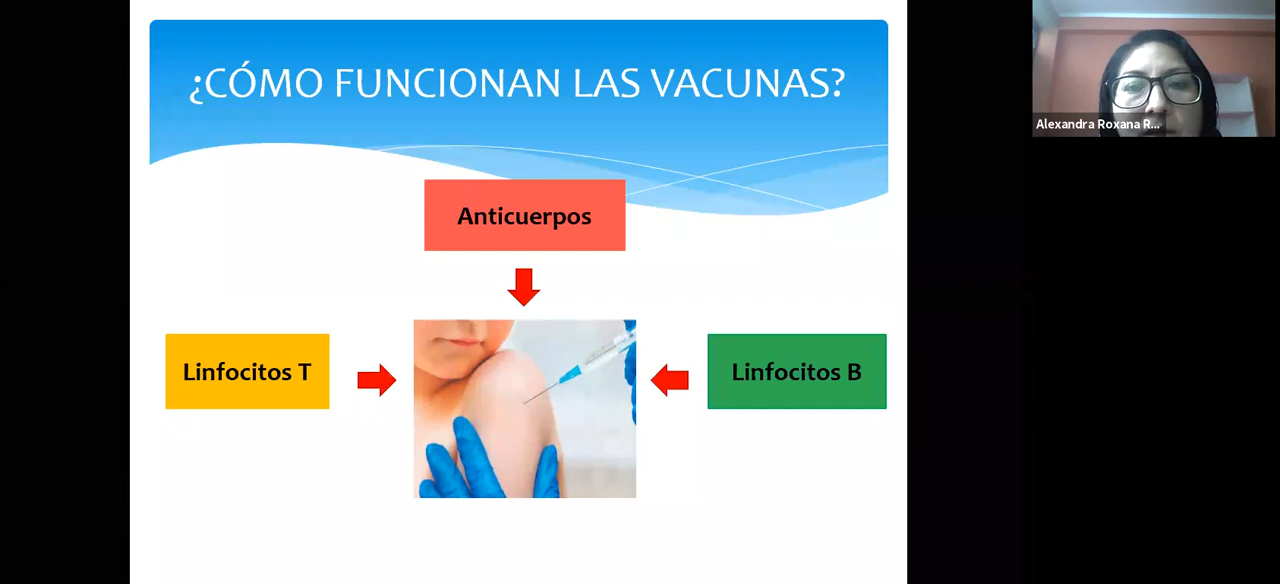 ¿CÓMO FUNCIONAN LAS VACUNAS?
Alexandra Roxana R...
Anticuerpos
Linfocitos T
Linfocitos B